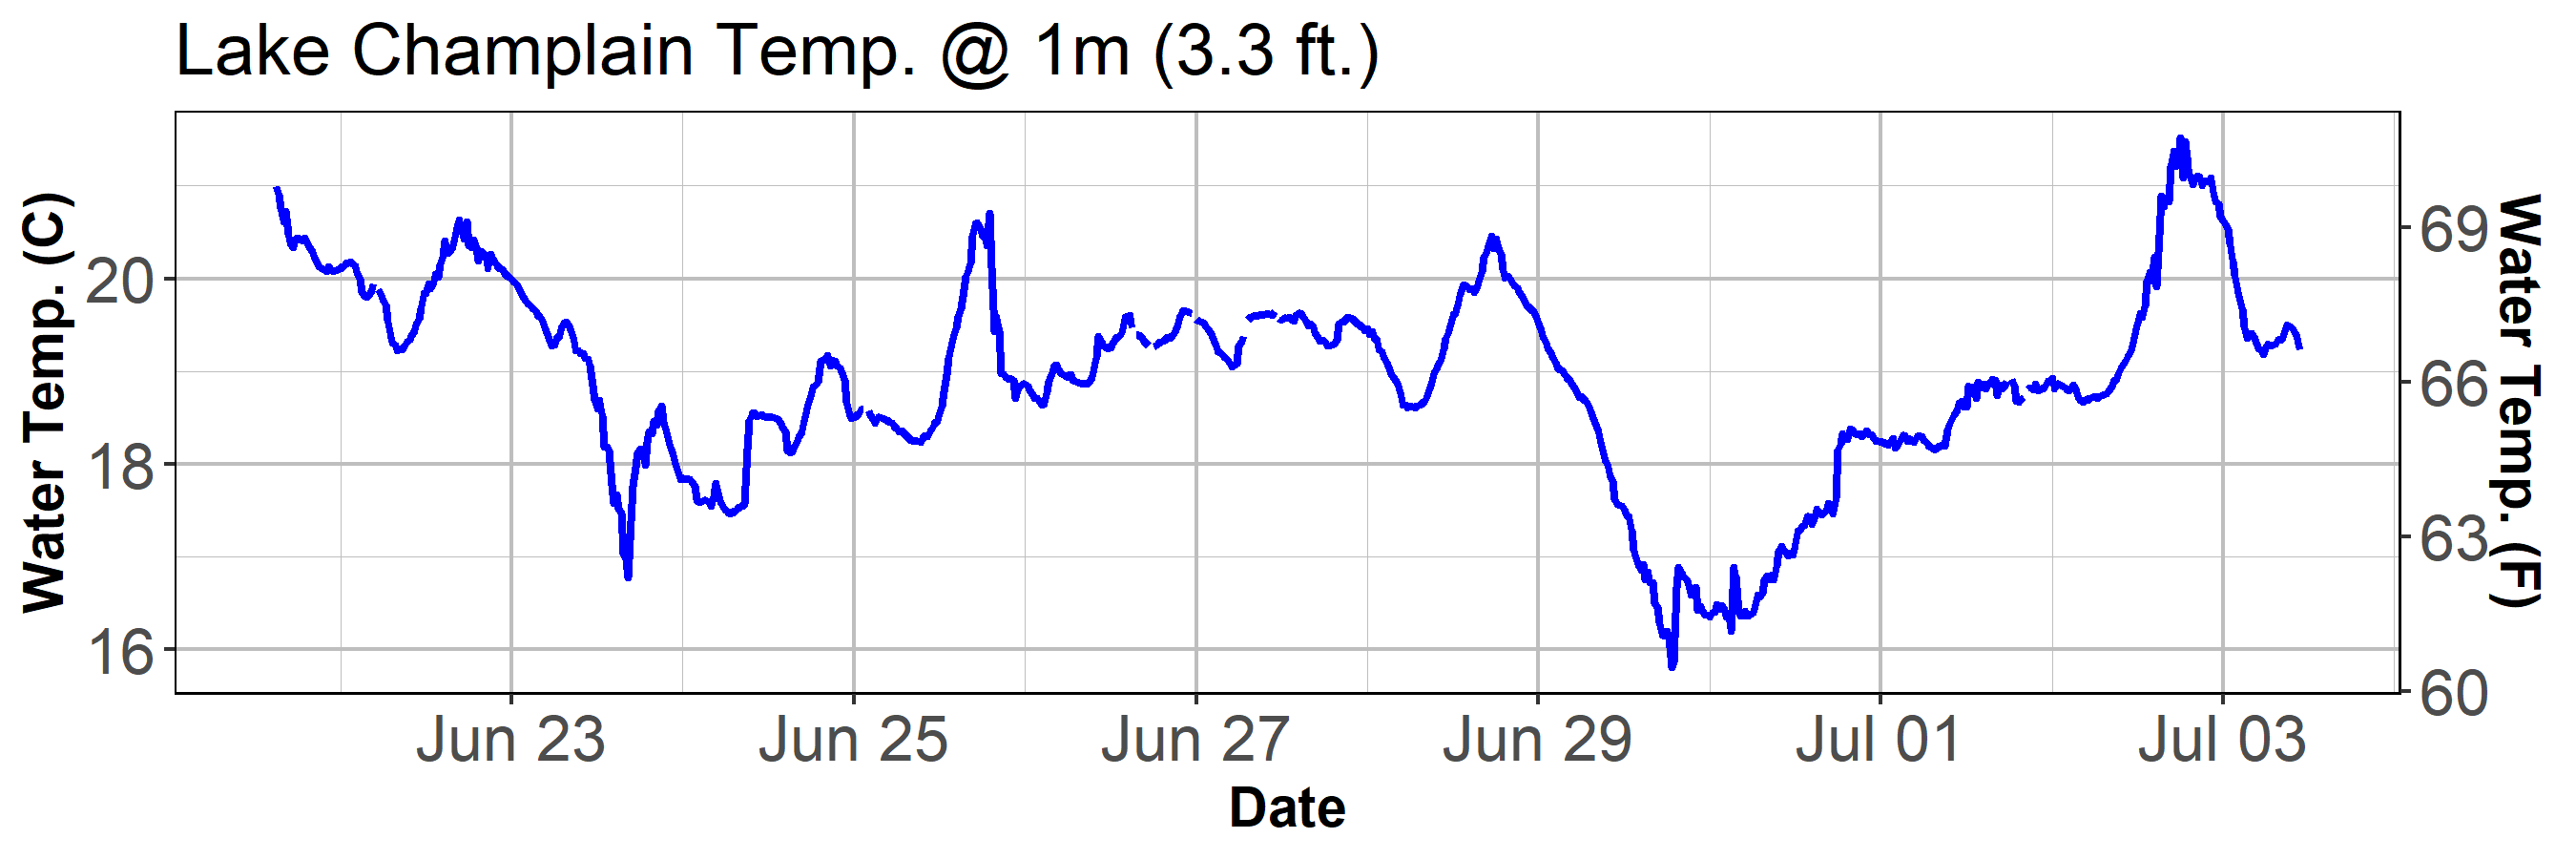 Lake Champlain Temp. @ 1m (3.3 ft.)
Water Temp. (C)
20
18
16
69
66
63
60
Water Temp. (F)
Jun 23 Jun 25 Jun 27 Jun 29 Jul 01 Jul 03
Date